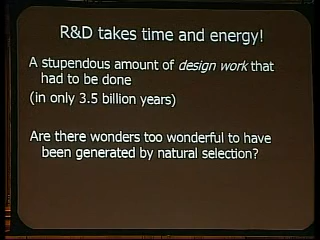 R&D takes time and energy!
A stupendous amount of design work that
had to be done
(in only 3.5 billion years)
Are there wonders too wonderful to have
been generated by natural selection?